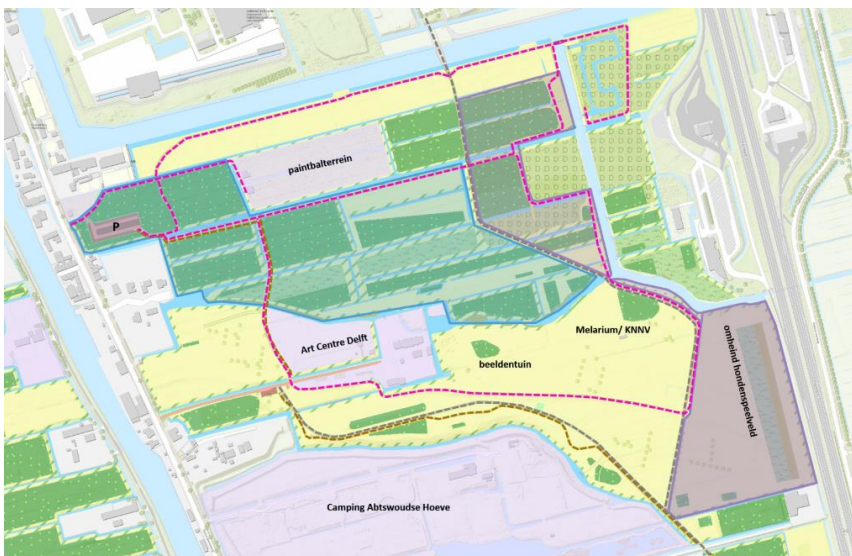 paintbalterrein
P
Art Centre Delft
Melarium/ KNNV
beeldentuin
omheind hondenspeelveld
Camping Abtswoudse Hoeve